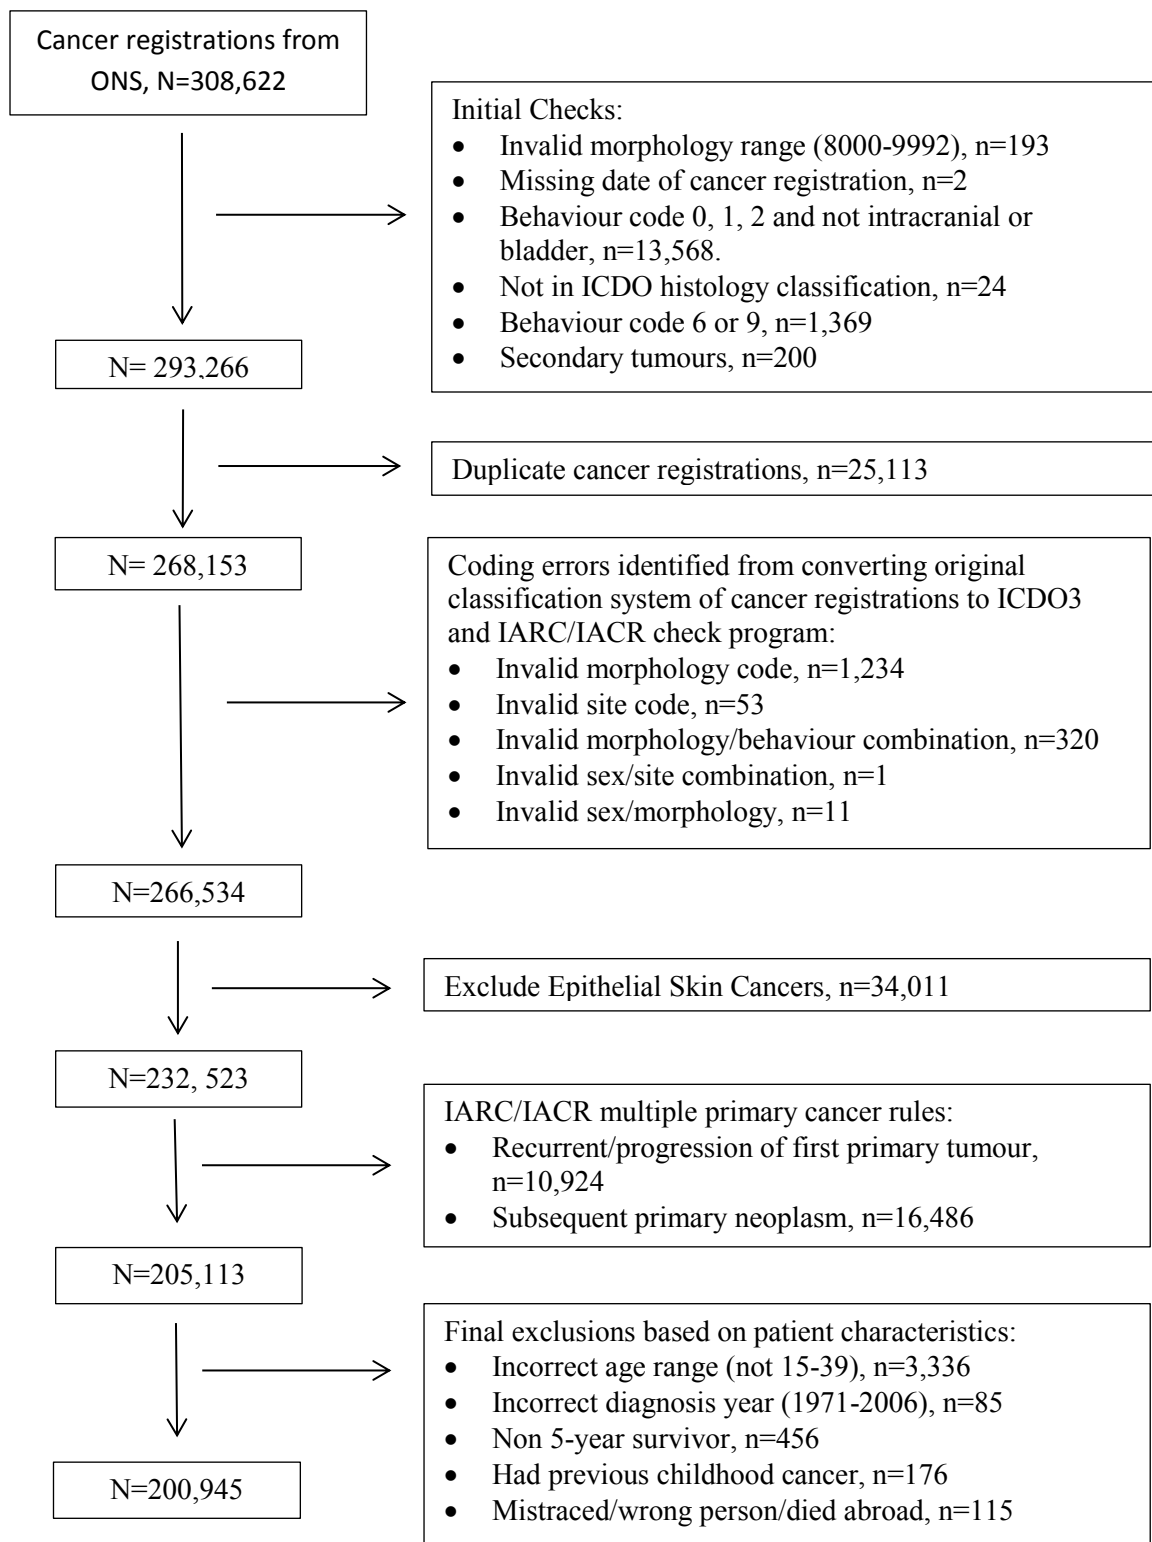 Cancer registrations from
ONS, N=308,622
Initial Checks:
• Invalid morphology range (8000-9992), n=193
• Missing date of cancer registration, n=2
• Behaviour code 0, 1, 2 and not intracranial or
bladder, n=13,568.
• Not in ICDO histology classification, n=24
• Behaviour code 6 or 9, n=1,369
• Secondary tumours, n=200
N= 293,266
Duplicate cancer registrations, n=25,113
N= 268,153
Coding errors identified from converting original
classification system of cancer registrations to ICDO3
and IARC/IACR check program:
• Invalid morphology code, n=1,234
• Invalid site code, n=53
• Invalid morphology/behaviour combination, n=320
• Invalid sex/site combination, n=1
• Invalid sex/morphology, n=11
N=266,534
Exclude Epithelial Skin Cancers, n=34,011
N=232, 523
IARC/IACR multiple primary cancer rules:
• Recurrent/progression of first primary tumour,
n=10,924
• Subsequent primary neoplasm, n=16,486
N=205,113
Final exclusions based on patient characteristics:
• Incorrect age range (not 15-39), n=3,336
• Incorrect diagnosis year (1971-2006), n=85
• Non 5-year survivor, n=456
• Had previous childhood cancer, n=176
• Mistraced/wrong person/died abroad, n=115
N=200,945